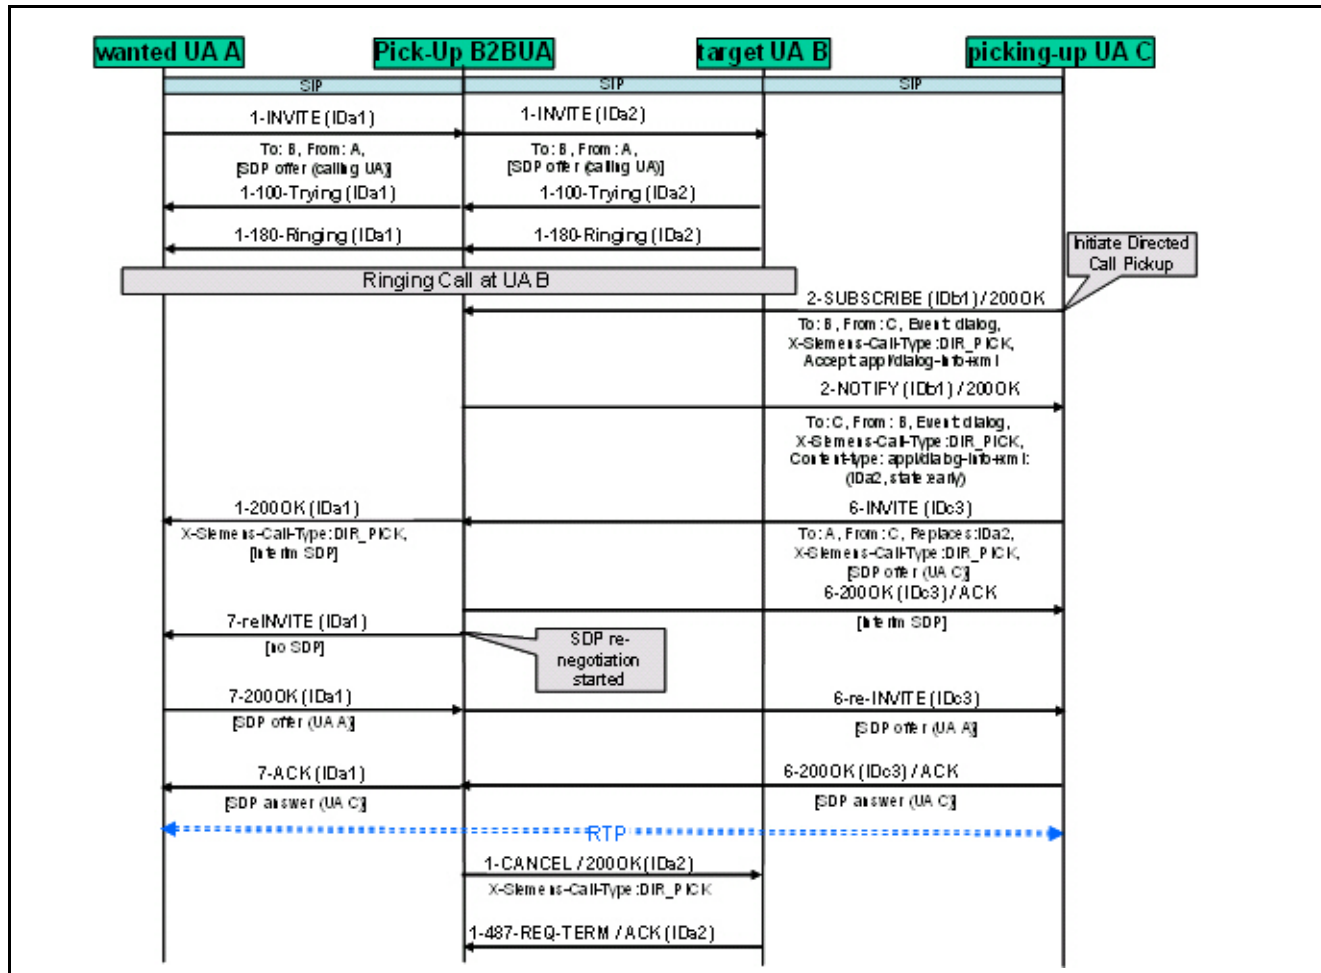 wanted UA A
Pick-Up B2BUA
target UA B
picking-up UA C
SIP
SIP
SIP
1-INVITE (IDa1)
1-INVITE (IDa2)
To: B, From: A,
[SDP offer (calling UA)]
To: B, From: A,
[SDP offer (calling UA)]
1-100-Trying (IDa1)
1-100-Trying (IDa2)
1-180-Ringing (IDa1)
1-180-Ringing (IDa2)
Initiate Directed
Call Pickup
Ringing Call at UA B
2-SUBSCRIBE (IDb1) / 200OK
To: B, From: C, Event: dialog,
X-Siemens-Call-Type:DIR_PICK,
Accept: appl/dialog-info+xml
2-NOTIFY (IDb1) / 200OK
To: C, From: B, Event: dialog,
X-Siemens-Call-Type:DIR_PICK,
Content-type: appl/dialog-info+xml:
(IDa2, state:early)
1-200OK (IDa1)
6-INVITE (IDc3)
X-Siemens-Call-Type:DIR_PICK,
[Interim SDP]
To: A, From: C, Replaces:IDa2,
X-Siemens-Call-Type:DIR_PICK,
[SDP offer (UA C)]
6-200OK (IDc3) / ACK
[Interim SDP]
7-reINVITE (IDa1)
[no SDP]
SDP re-
negotiation
started
7-200OK (IDa1)
6-re-INVITE (IDc3)
[SDP offer (UA A)]
[SDP offer (UA A)]
7-ACK (IDa1)
6-200OK (IDc3) / ACK
[SDP answer (UA C)]
[SDP answer (UA C)]
RTP
1-CANCEL / 200OK (IDa2)
X-Siemens-Call-Type:DIR_PICK
1-487-REQ-TERM / ACK (IDa2)